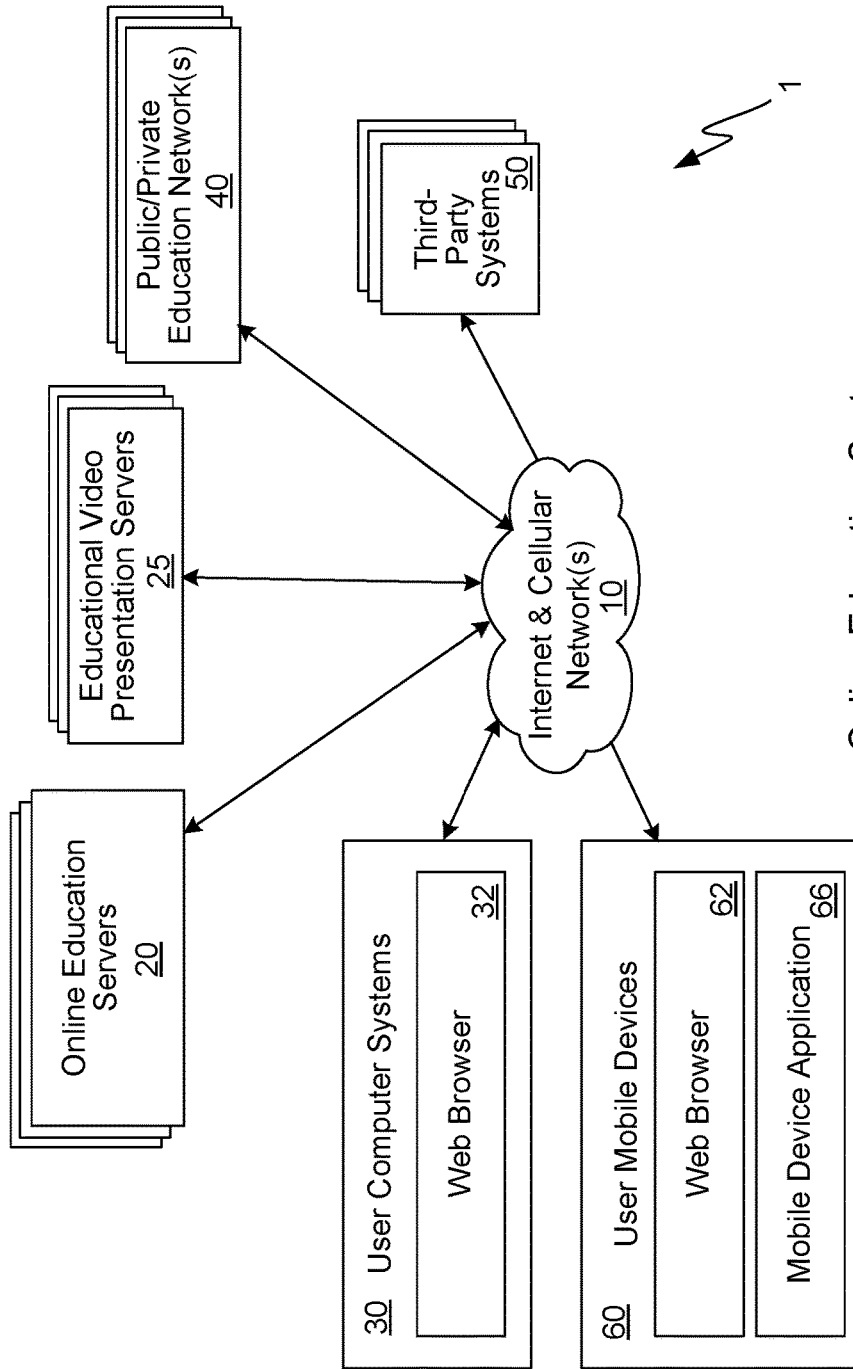 Online Education
Servers
20
Educational Video
Presentation Servers
25
Public/Private
Education Network(s)
40
30 User Computer Systems
Web Browser
32
Internet & Cellular
Network(s)
10
Third-
Party
Systems
50
60 User Mobile Devices
Web Browser
62
Mobile Device Application
66
1
Online Education